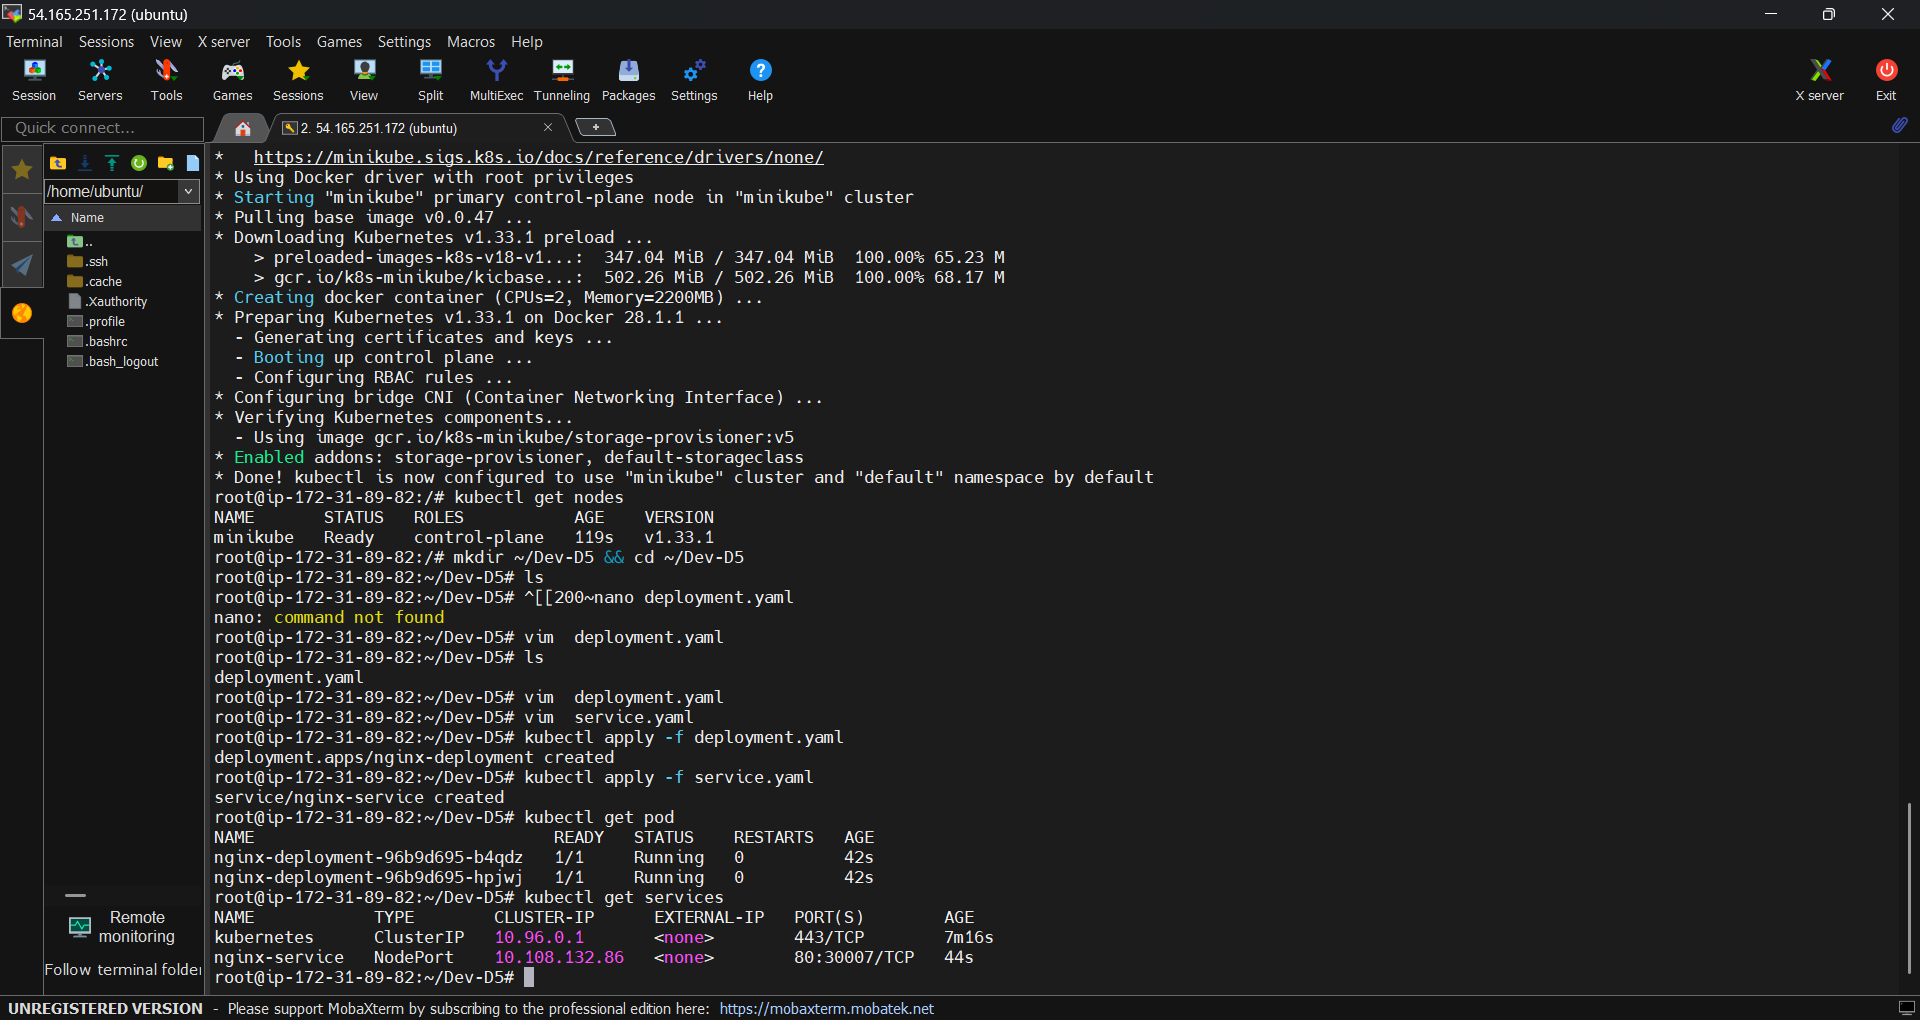 54.165.251.172 (ubuntu)
Terminal Sessions View X server Tools Games Settings Macros Help
Session Servers Tools Games Sessions View Split MultiExec Tunneling Packages Settings Help X server Exit
Quick connect...
2. 54.165.251.172 (ubuntu)
/home/ubuntu/
Name
..
.ssh
.cache
.Xauthority
.profile
.bashrc
.bash_logout
Remote
monitoring
Follow terminal folder
*   https://minikube.sigs.k8s.io/docs/reference/drivers/none/
* Using Docker driver with root privileges
* Starting "minikube" primary control-plane node in "minikube" cluster
* Pulling base image v0.0.47 ...
* Downloading Kubernetes v1.33.1 preload ...
    > preloaded-images-k8s-v18-v1...:  347.04 MiB / 347.04 MiB  100.00% 65.23 M
    > gcr.io/k8s-minikube/kicbase...:  502.26 MiB / 502.26 MiB  100.00% 68.17 M
* Creating docker container (CPUs=2, Memory=2200MB) ...
* Preparing Kubernetes v1.33.1 on Docker 28.1.1 ...
  - Generating certificates and keys ...
  - Booting up control plane ...
  - Configuring RBAC rules ...
* Configuring bridge CNI (Container Networking Interface) ...
* Verifying Kubernetes components...
  - Using image gcr.io/k8s-minikube/storage-provisioner:v5
* Enabled addons: storage-provisioner, default-storageclass
* Done! kubectl is now configured to use "minikube" cluster and "default" namespace by default
root@ip-172-31-89-82:/# kubectl get nodes
NAME       STATUS   ROLES           AGE    VERSION
minikube   Ready    control-plane   119s   v1.33.1
root@ip-172-31-89-82:/# mkdir ~/Dev-D5 && cd ~/Dev-D5
root@ip-172-31-89-82:~/Dev-D5# ls
root@ip-172-31-89-82:~/Dev-D5# ^[[200~nano deployment.yaml
nano: command not found
root@ip-172-31-89-82:~/Dev-D5# vim  deployment.yaml
root@ip-172-31-89-82:~/Dev-D5# ls
deployment.yaml
root@ip-172-31-89-82:~/Dev-D5# vim  deployment.yaml
root@ip-172-31-89-82:~/Dev-D5# vim  service.yaml
root@ip-172-31-89-82:~/Dev-D5# kubectl apply -f deployment.yaml
deployment.apps/nginx-deployment created
root@ip-172-31-89-82:~/Dev-D5# kubectl apply -f service.yaml
service/nginx-service created
root@ip-172-31-89-82:~/Dev-D5# kubectl get pod
NAME                              READY   STATUS    RESTARTS   AGE
nginx-deployment-96b9d695-b4qdz   1/1     Running   0          42s
nginx-deployment-96b9d695-hpjwj   1/1     Running   0          42s
root@ip-172-31-89-82:~/Dev-D5# kubectl get services
NAME            TYPE        CLUSTER-IP      EXTERNAL-IP   PORT(S)        AGE
kubernetes      ClusterIP   10.96.0.1       <none>        443/TCP        7m16s
nginx-service   NodePort    10.108.132.86   <none>        80:30007/TCP   44s
root@ip-172-31-89-82:~/Dev-D5#
UNREGISTERED VERSION - Please support MobaXterm by subscribing to the professional edition here: https://mobaxterm.mobatek.net